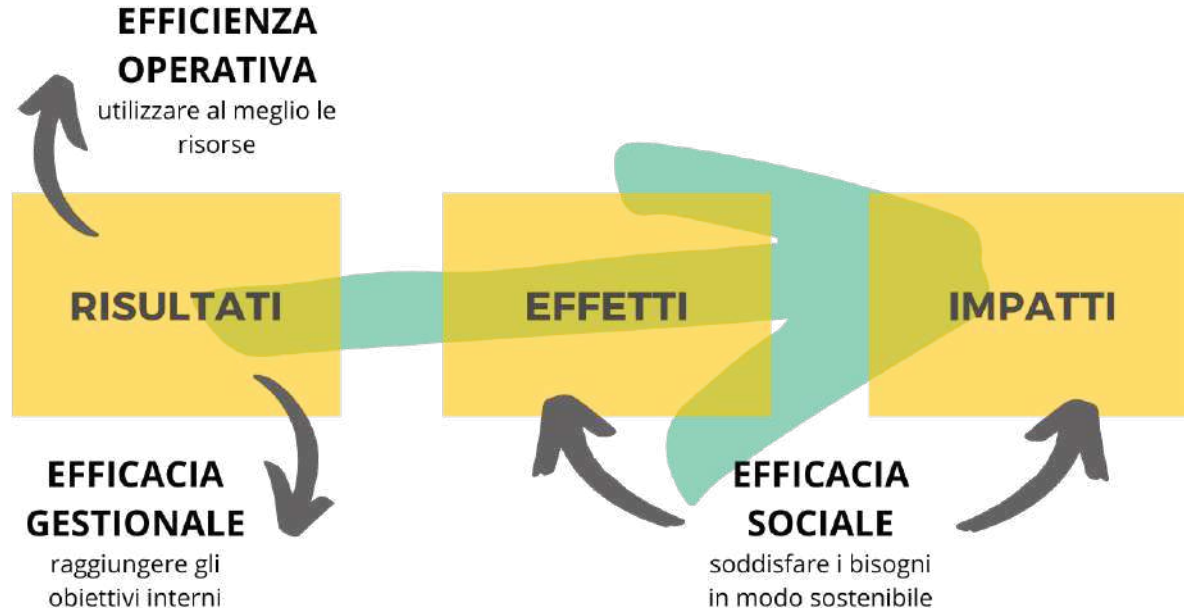 EFFICIENZA
OPERATIVA
utilizzare al meglio le
risorse
RISULTATI
EFFETTI
IMPATTI
EFFICACIA
GESTIONALE
raggiungere gli
obiettivi interni
EFFICACIA
SOCIALE
soddisfare i bisogni
in modo sostenibile